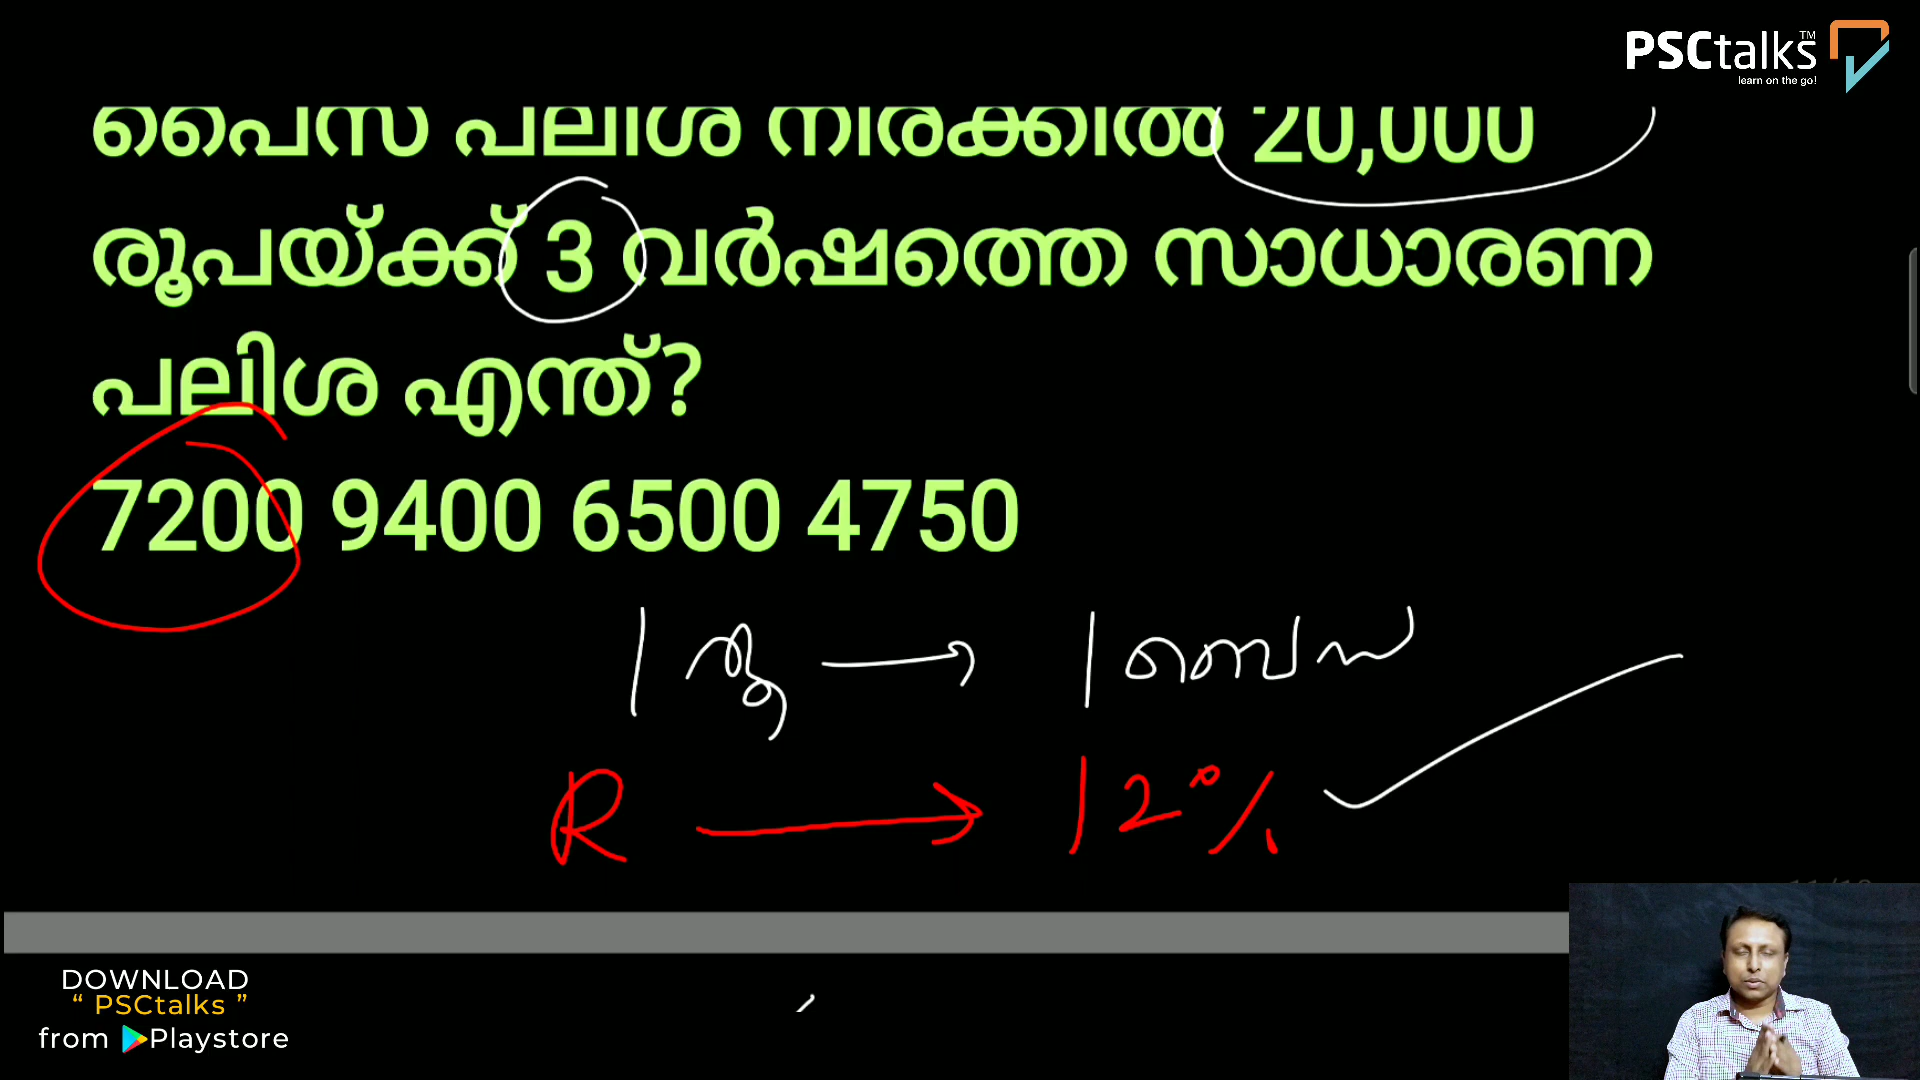 PSCtalks™
learn on the go!
പൈസ പലിശ നിരക്കിൽ 20,000
രൂപയ്ക്ക് 3 വർഷത്തെ സാധാരണ
പലിശ എന്ത്?
7200 9400 6500 4750
1 രൂ → 1 പൈസ
R → 12%
DOWNLOAD
“ PSCtalks ”
from Playstore